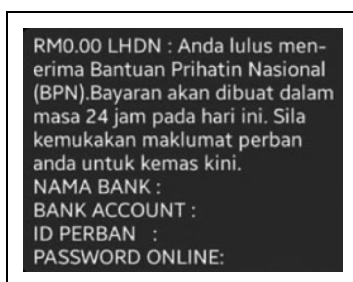 RM0.00 LHDN : Anda lulus men-
erima Bantuan Prihatin Nasional
(BPN).Bayaran akan dibuat dalam
masa 24 jam pada hari ini. Sila
kemukakan maklumat perban
anda untuk kemas kini.
NAMA BANK :
BANK ACCOUNT :
ID PERBAN :
PASSWORD ONLINE: